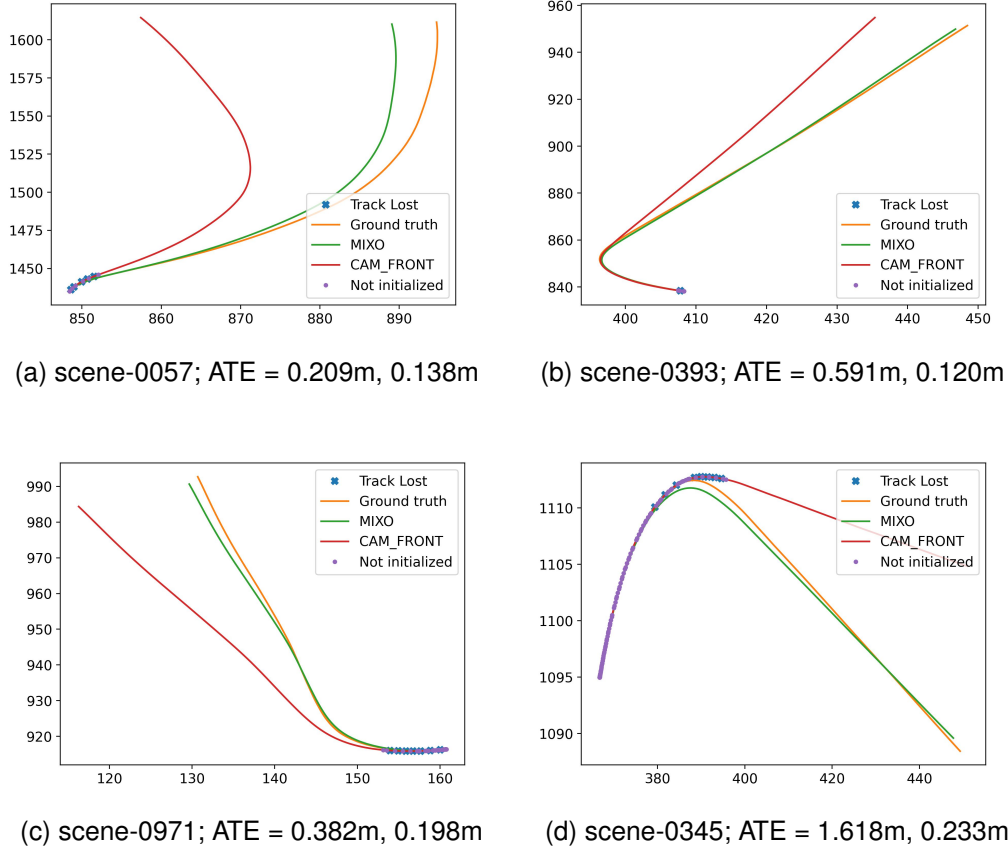 1600
1575
1550
1525
1500
1475
1450
850 860 870 880 890
Track Lost
Ground truth
MIXO
CAM_FRONT
Not initialized
(a) scene-0057; ATE = 0.209m, 0.138m
960
940
920
900
880
860
840
400 410 420 430 440 450
Track Lost
Ground truth
MIXO
CAM_FRONT
Not initialized
(b) scene-0393; ATE = 0.591m, 0.120m
990
980
970
960
950
940
930
920
120 130 140 150 160
Track Lost
Ground truth
MIXO
CAM_FRONT
Not initialized
(c) scene-0971; ATE = 0.382m, 0.198m
1110
1105
1100
1095
1090
380 400 420 440
Track Lost
Ground truth
MIXO
CAM_FRONT
Not initialized
(d) scene-0345; ATE = 1.618m, 0.233m